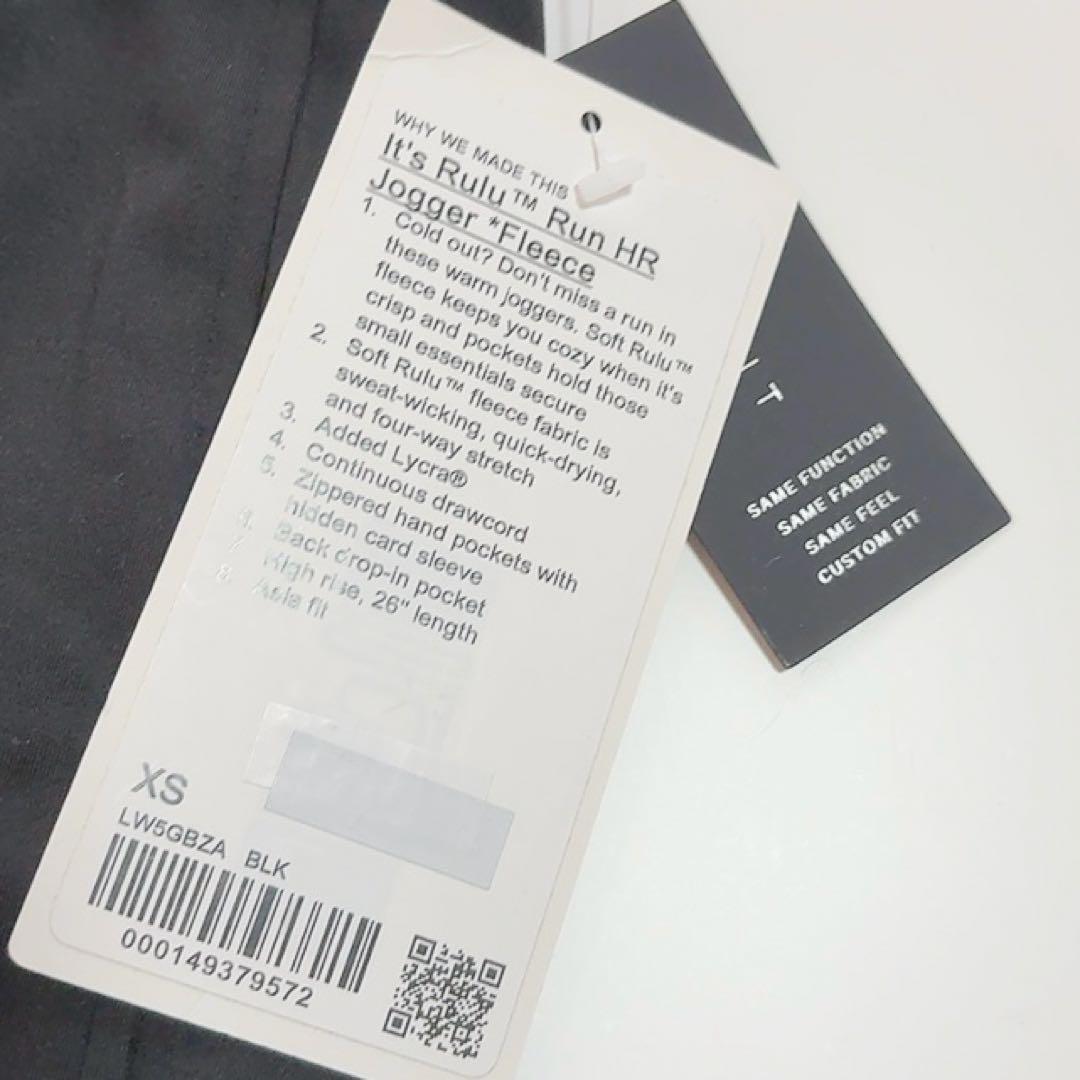 WHY WE MADE THIS
It's Rulu™ Run HR
Jogger *Fleece
1. Cold out? Don't miss a run in
these warm joggers. Soft Rulu™
fleece keeps you cozy when it's
crisp and pockets hold those
small essentials secure
2. Soft Rulu™ fleece fabric is
sweat-wicking, quick-drying,
and four-way stretch
3. Added Lycra®
4. Continuous drawcord
5. Zippered hand pockets with
hidden card sleeve
Back drop-in pocket
7. High rise, 26" length
8. Asia fit
XS
LW5GBZA BLK
000149379572
SAME FUNCTION
SAME FABRIC
SAME FEEL
CUSTOM FIT